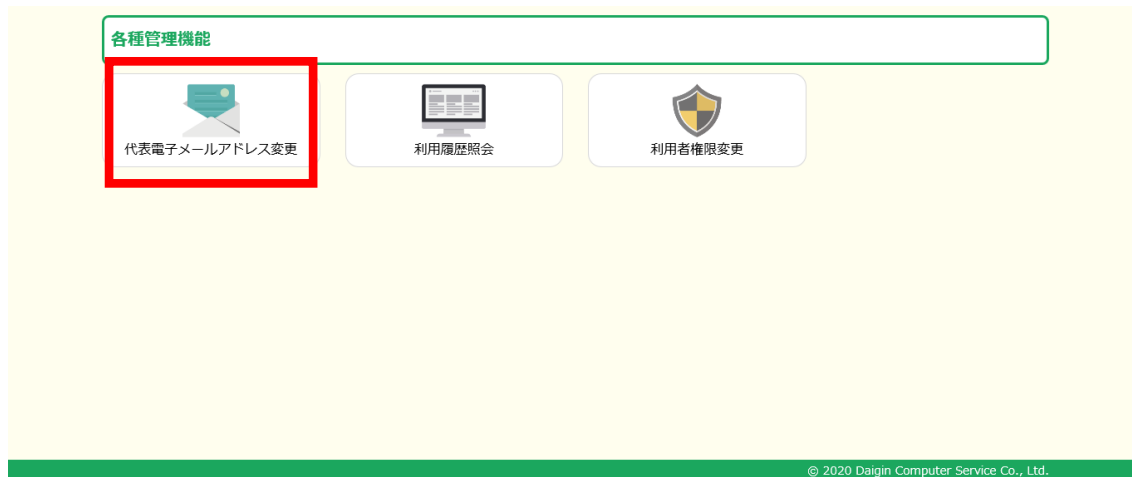 各種管理機能
代表電子メールアドレス変更
利用履歴照会
利用者権限変更
© 2020 Daigin Computer Service Co., Ltd.